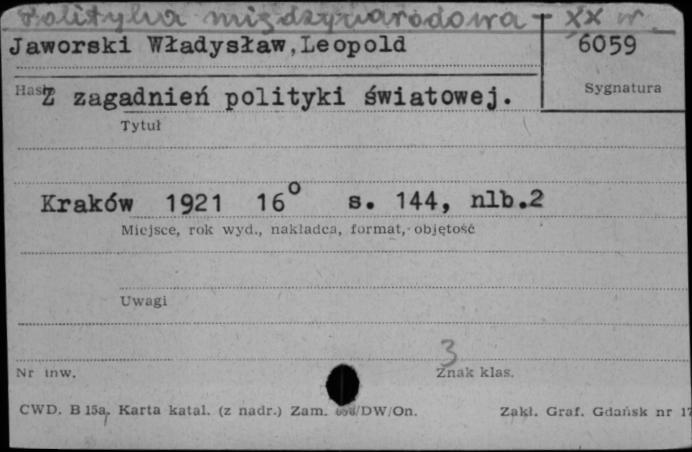 Polityka międzynarodowa - XX w
Jaworski Władysław,Leopold
6059
Hasło
Sygnatura
Z zagadnień polityki światowej.
Tytuł
Kraków 1921 16° s. 144, nlb.2
Miejsce, rok wyd., nakładca, format, objętość
Uwagi
3
Nr inw.
Znak klas.
CWD. B 15a, Karta katal. (z nadr.) Zam. /DW/On.
Zakł. Graf. Gdańsk nr 17